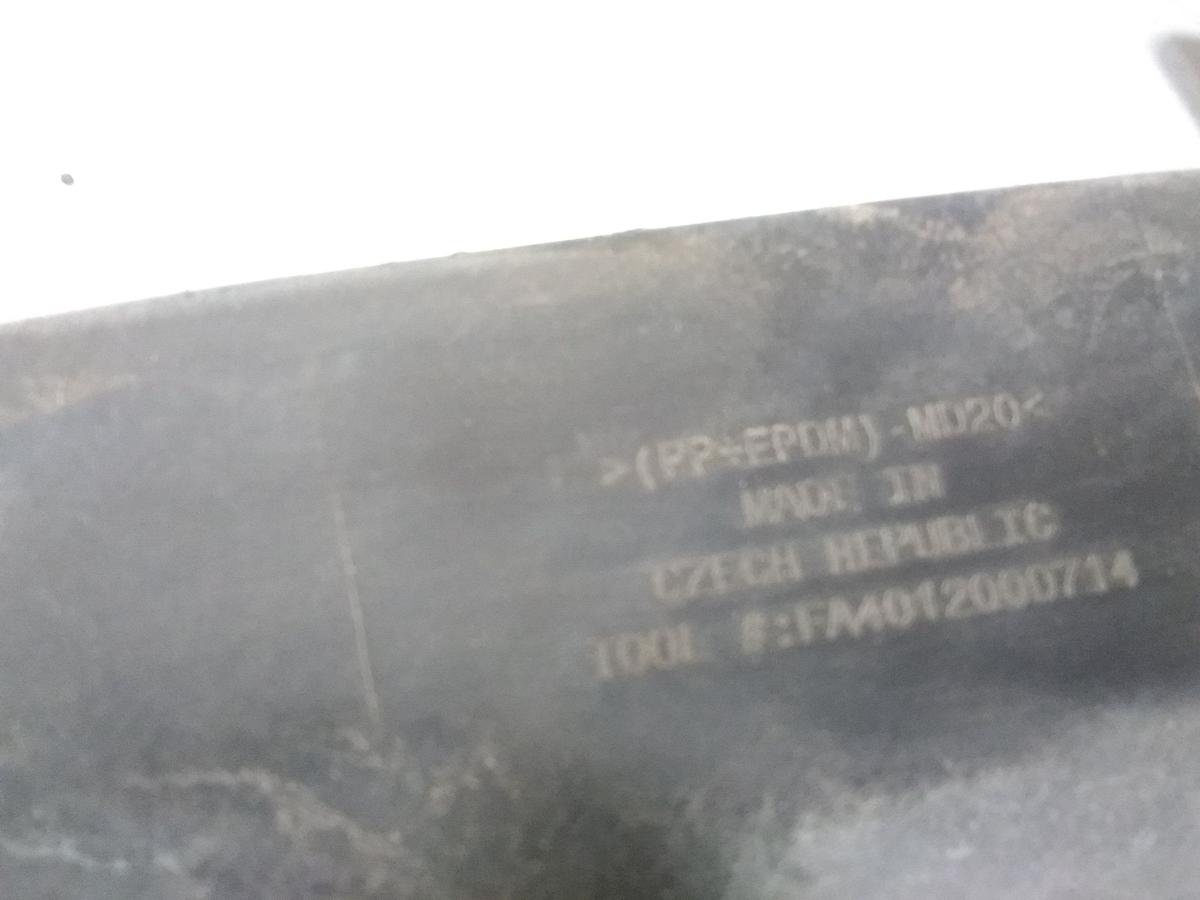 >(PP+EPDM)-MD20<
MADE IN
CZECH REPUBLIC
TOOL #:FA4012000714